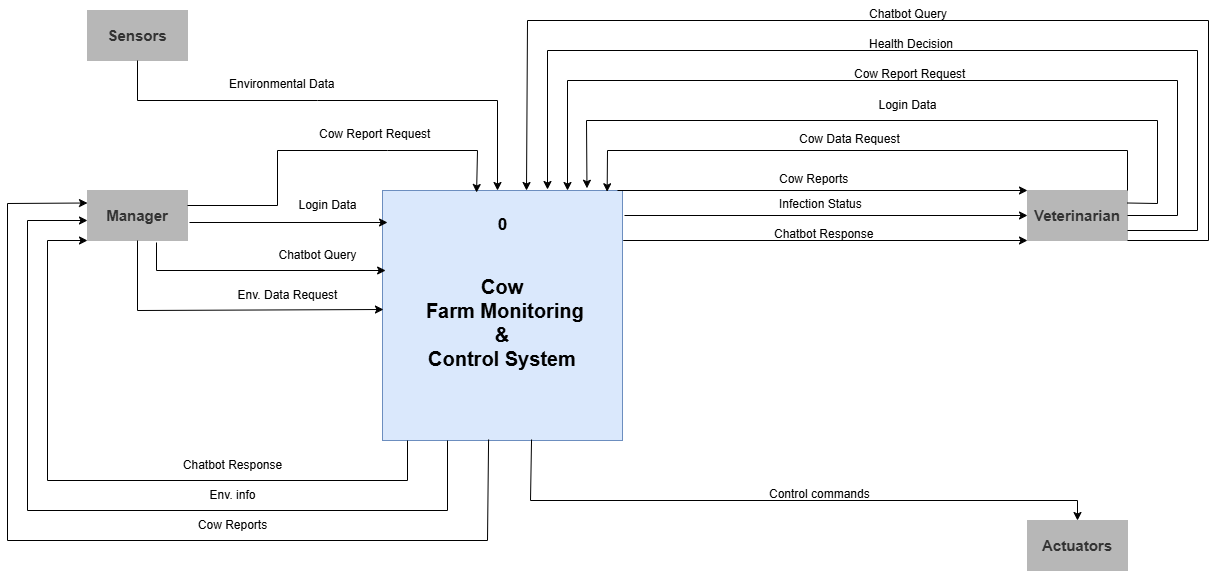 Chatbot Query
Sensors
Health Decision
Cow Report Request
Environmental Data
Login Data
Cow Report Request
Cow Data Request
Cow Reports
Login Data
Infection Status
Manager
Veterinarian
0
Chatbot Response
Chatbot Query
Cow
Env. Data Request
Farm Monitoring
&
Control System
Chatbot Response
Env. info
Control commands
Cow Reports
Actuators